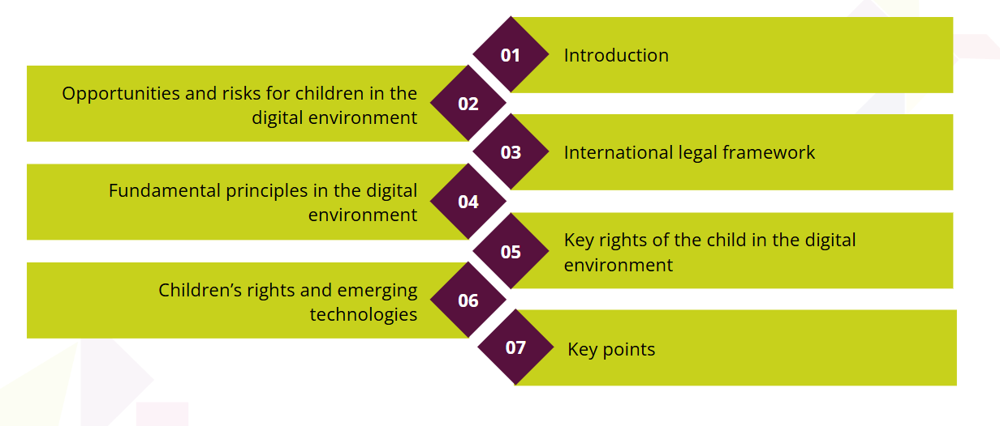 01
Introduction
02
Opportunities and risks for children in the
digital environment
03
International legal framework
04
Fundamental principles in the digital
environment
05
Key rights of the child in the digital
environment
06
Children’s rights and emerging
technologies
07
Key points